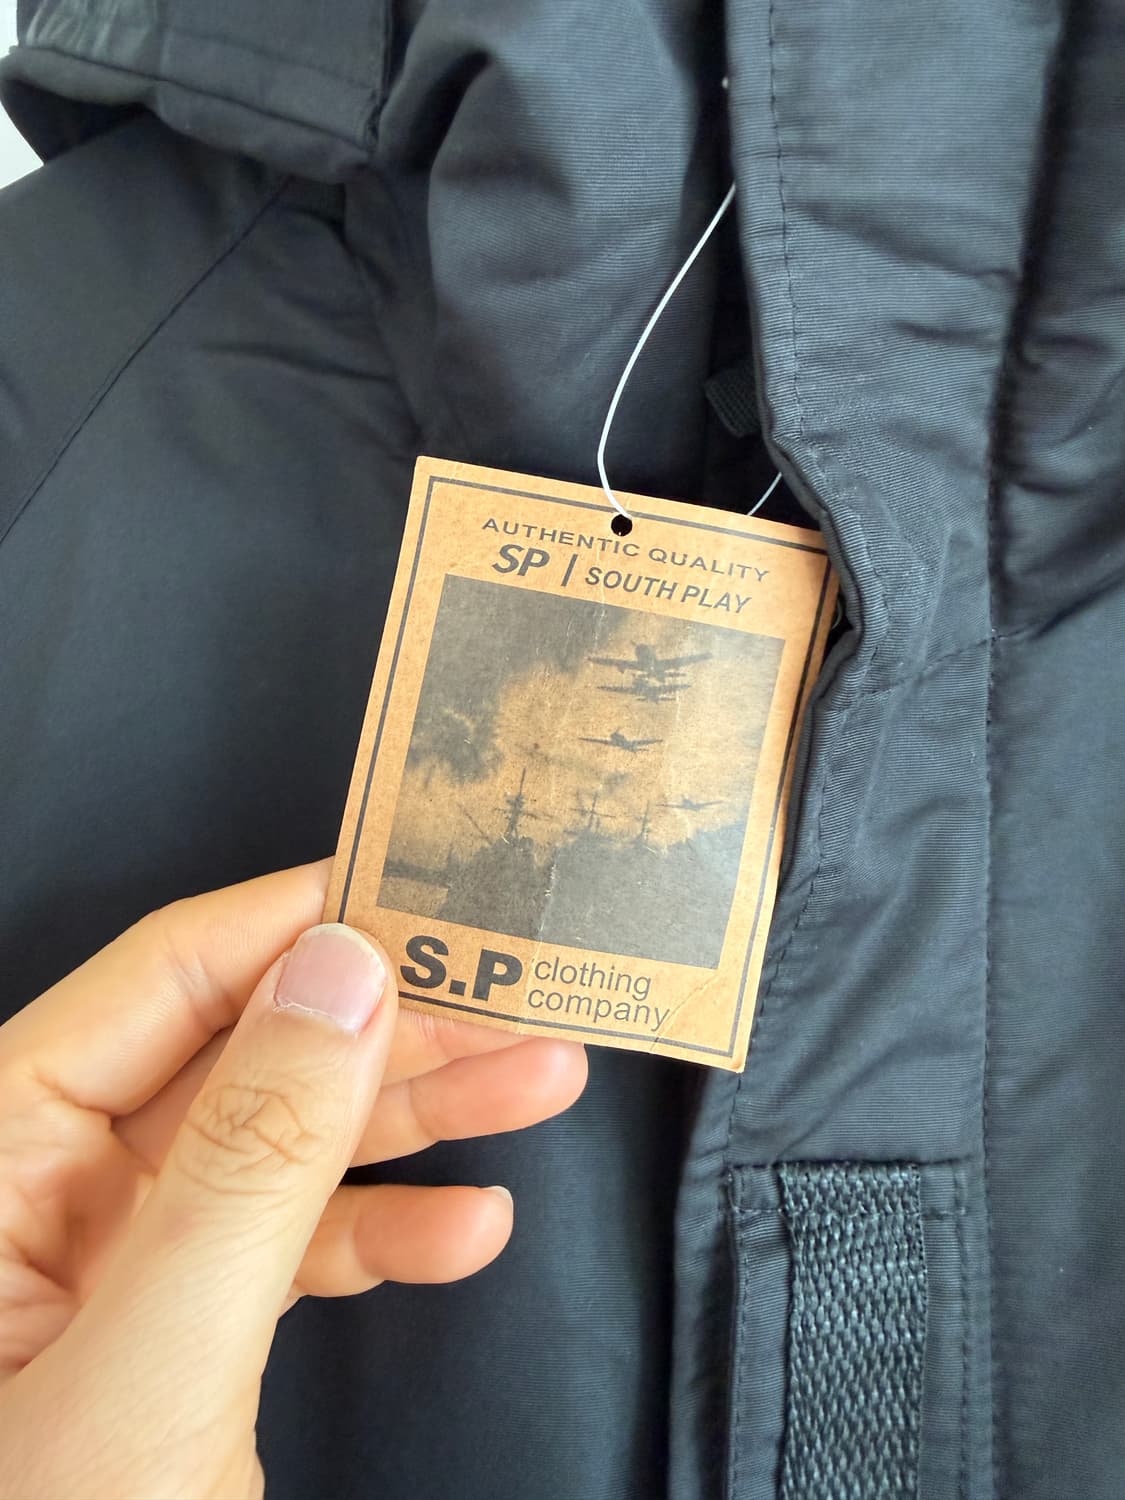 AUTHENTIC QUALITY
SP | SOUTH PLAY
S.P clothing
company